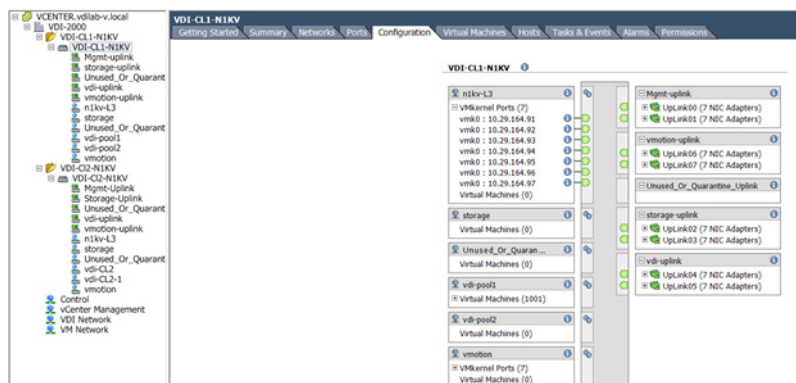 VCENTER.vdilab-v.local
VDI-2000
VDI-CL1-N1KV
VDI-CL1-N1KV
Mgmt-uplink
storage-uplink
Unused_Or_Quarant
vdi-uplink
vmotion-uplink
n1kv-L3
storage
Unused_Or_Quarant
vdi-pool1
vdi-pool2
vmotion
VDI-Cl2-N1KV
VDI-Cl2-N1KV
Mgmt-Uplink
Storage-Uplink
Unused_Or_Quarant
vdi-uplink
vmotion-uplink
n1kv-L3
storage
Unused_Or_Quarant
vdi-CL2
vdi-CL2-1
vmotion
Control
vCenter Management
VDI Network
VM Network
VDI-CL1-N1KV
Getting Started Summary Networks Ports Configuration Virtual Machines Hosts Tasks & Events Alarms Permissions
VDI-CL1-N1KV
n1kv-L3
VMkernel Ports (7)
vmk0 : 10.29.164.91
vmk0 : 10.29.164.92
vmk0 : 10.29.164.93
vmk0 : 10.29.164.94
vmk0 : 10.29.164.95
vmk0 : 10.29.164.96
vmk0 : 10.29.164.97
Virtual Machines (0)
storage
Virtual Machines (0)
Unused_Or_Quaran...
Virtual Machines (0)
vdi-pool1
Virtual Machines (1001)
vdi-pool2
Virtual Machines (0)
vmotion
VMkernel Ports (7)
Virtual Machines (0)
Mgmt-uplink
UpLink00 (7 NIC Adapters)
UpLink01 (7 NIC Adapters)
vmotion-uplink
UpLink06 (7 NIC Adapters)
UpLink07 (7 NIC Adapters)
Unused_Or_Quarantine_Uplink
storage-uplink
UpLink02 (7 NIC Adapters)
UpLink03 (7 NIC Adapters)
vdi-uplink
UpLink04 (7 NIC Adapters)
UpLink05 (7 NIC Adapters)